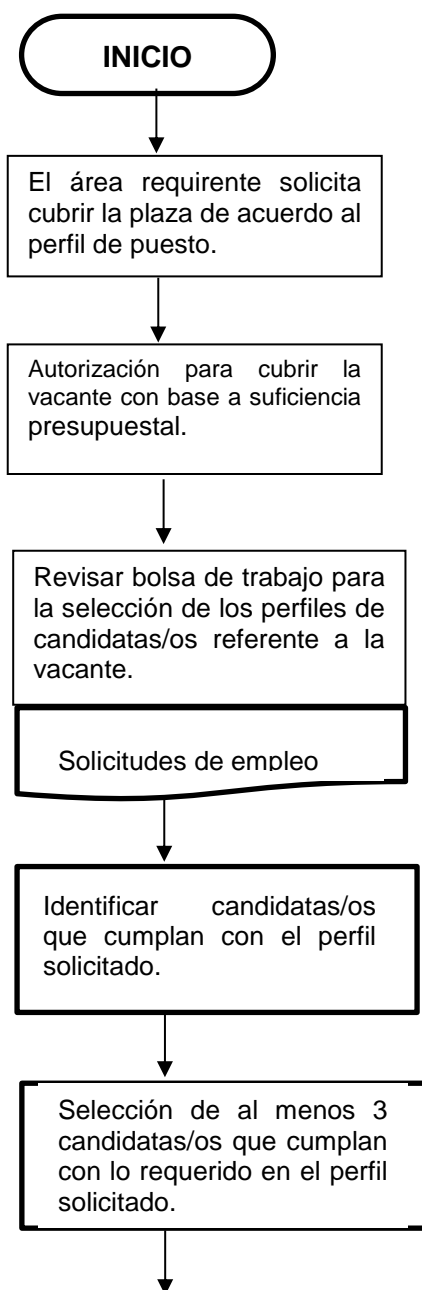 INICIO
El área requirente solicita
cubrir la plaza de acuerdo al
perfil de puesto.
Autorización para cubrir la
vacante con base a suficiencia
presupuestal.
Revisar bolsa de trabajo para
la selección de los perfiles de
candidatas/os referente a la
vacante.
Solicitudes de empleo
Identificar candidatas/os
que cumplan con el perfil
solicitado.
Selección de al menos 3
candidatas/os que cumplan
con lo requerido en el perfil
solicitado.